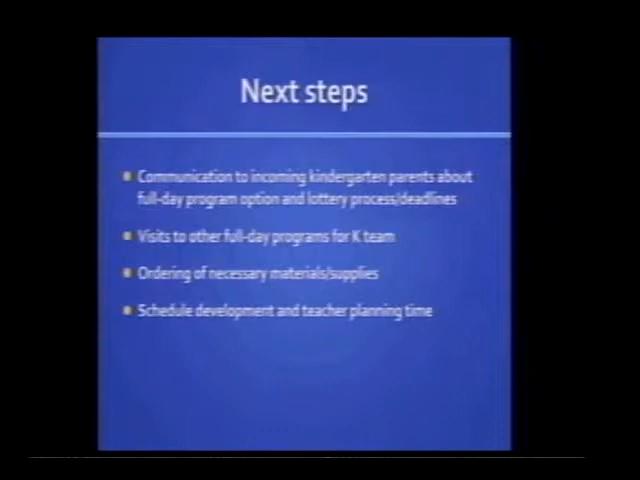 Next steps
Communication to incoming kindergarten parents about
full-day program option and lottery process/deadlines
Visits to other full-day programs for K team
Ordering of necessary materials/supplies
Schedule development and teacher planning time